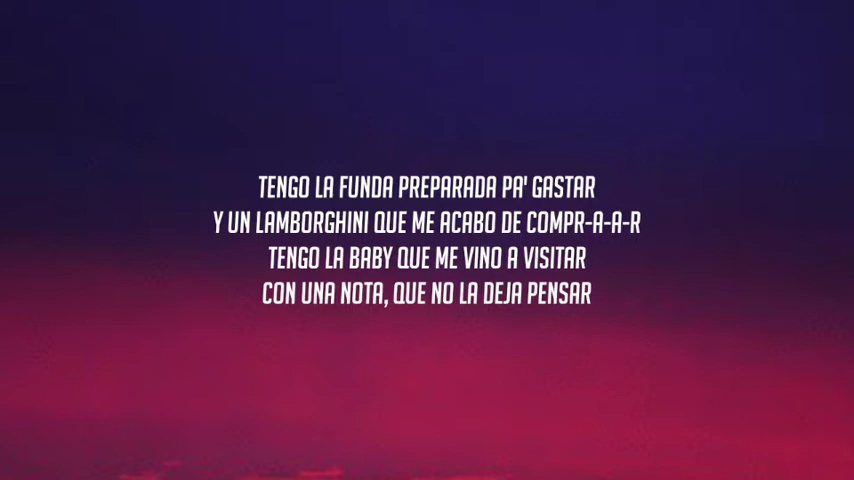 TENGO LA FUNDA PREPARADA PA' GASTAR
Y UN LAMBORGHINI QUE ME ACABO DE COMPR-A-A-R
TENGO LA BABY QUE ME VINO A VISITAR
CON UNA NOTA, QUE NO LA DEJA PENSAR